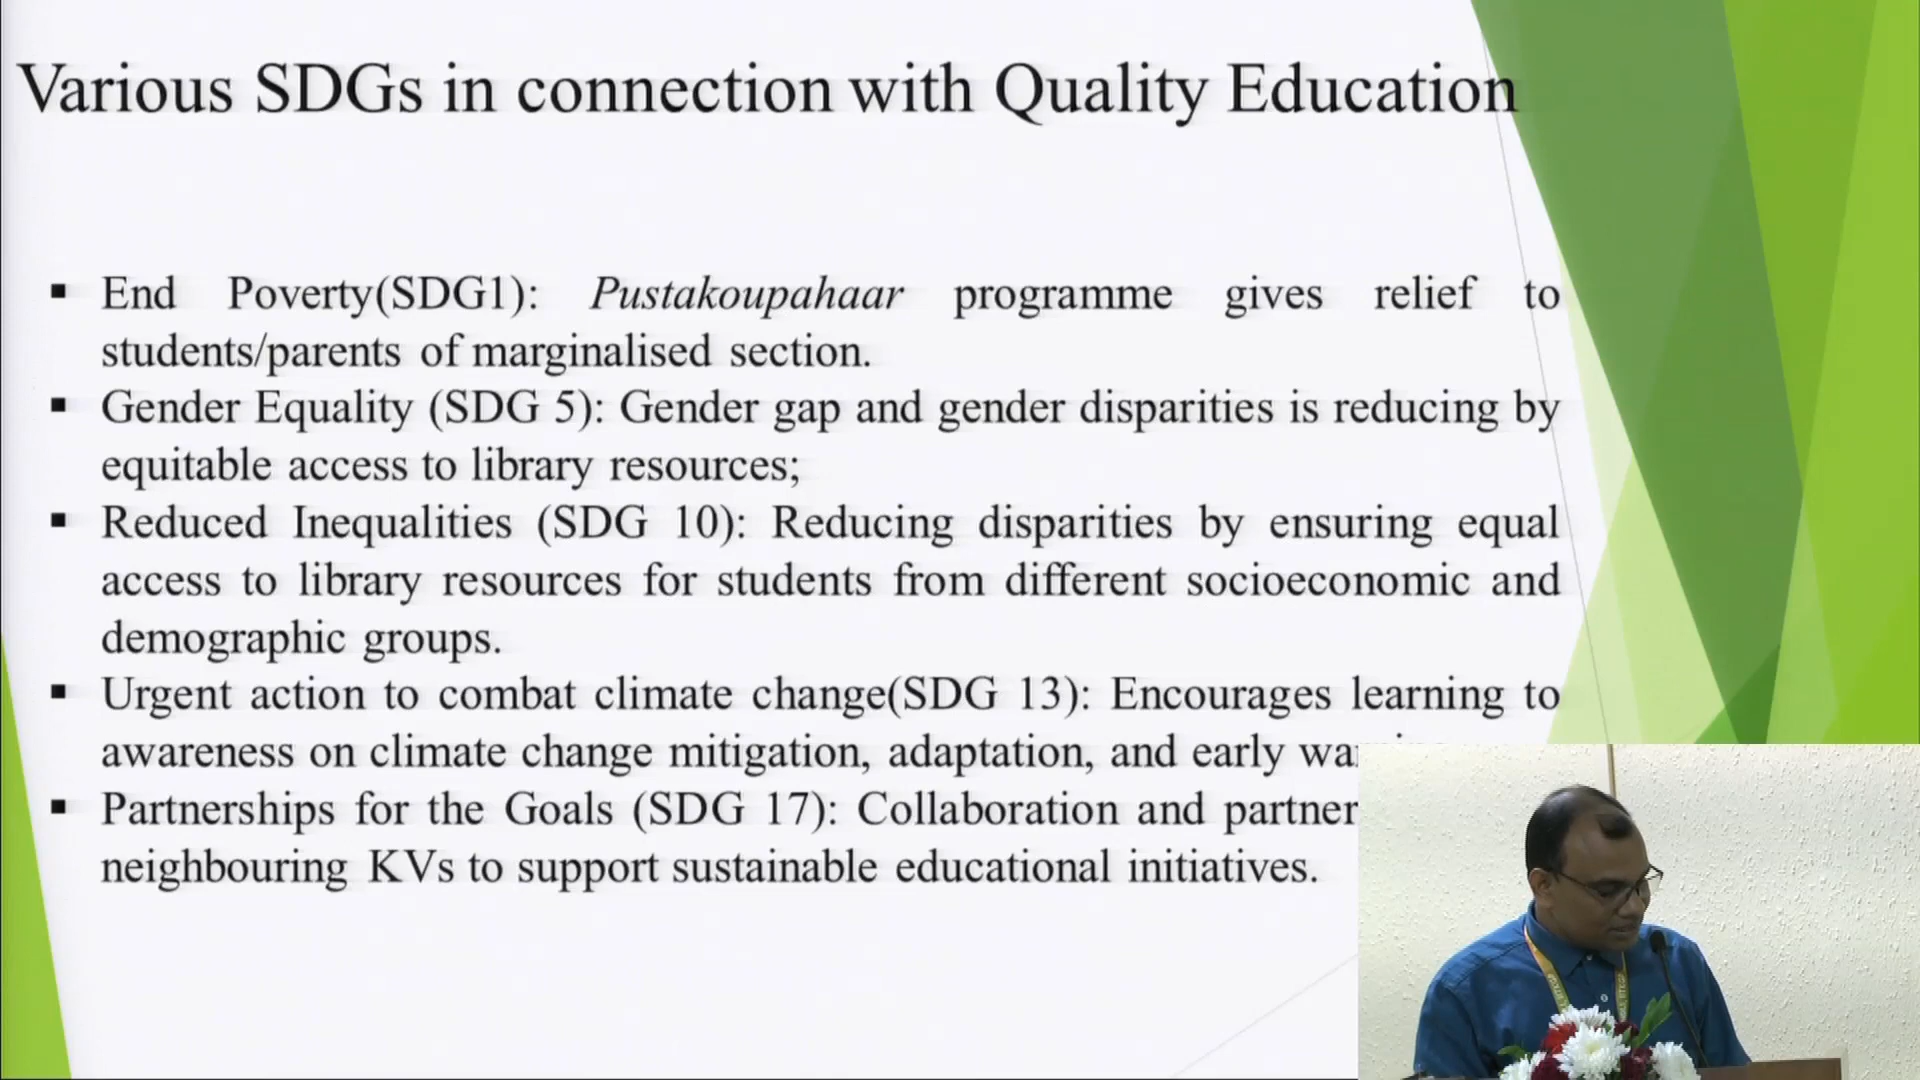 Various SDGs in connection with Quality Education
▪ End Poverty(SDG1): Pustakoupahaar programme gives relief to
students/parents of marginalised section.
▪ Gender Equality (SDG 5): Gender gap and gender disparities is reducing by
equitable access to library resources;
▪ Reduced Inequalities (SDG 10): Reducing disparities by ensuring equal
access to library resources for students from different socioeconomic and
demographic groups.
▪ Urgent action to combat climate change(SDG 13): Encourages learning to
awareness on climate change mitigation, adaptation, and early
▪ Partnerships for the Goals (SDG 17): Collaboration and
neighbouring KVs to support sustainable educational initiatives.